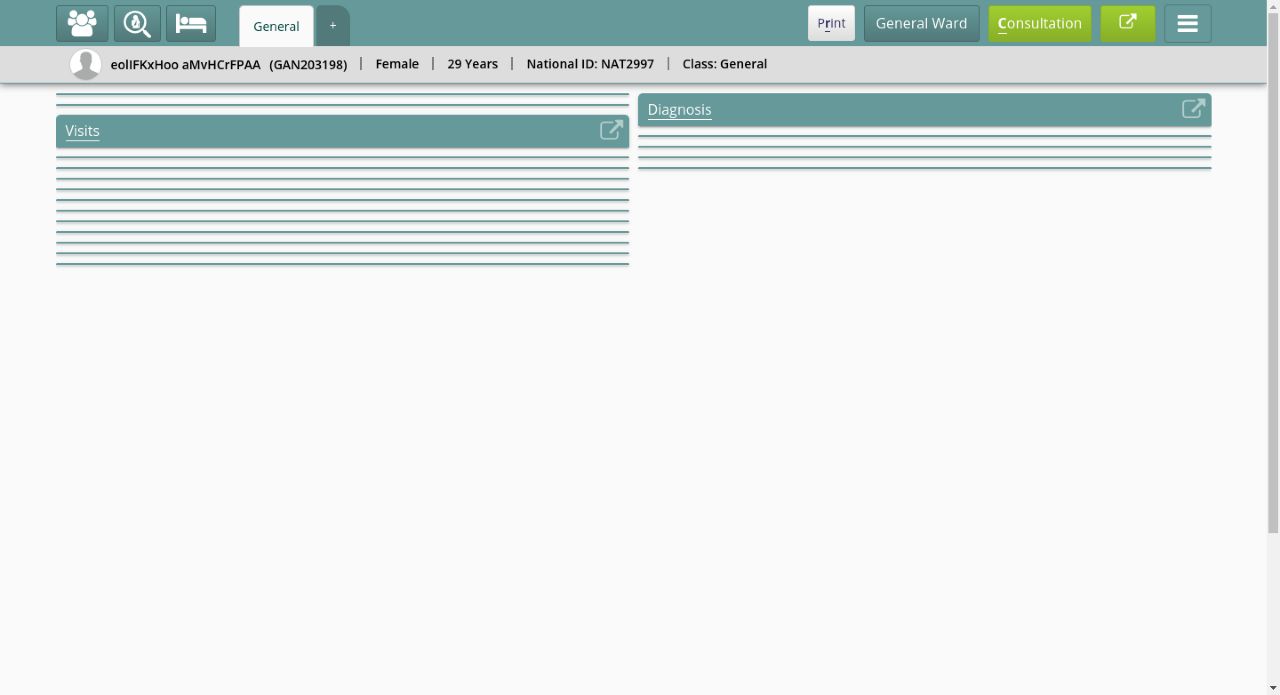 General
+
Print
General Ward
Consultation
eolIFKxHoo aMvHCrFPAA (GAN203198) | Female | 29 Years | National ID: NAT2997 | Class: General
Visits
Diagnosis